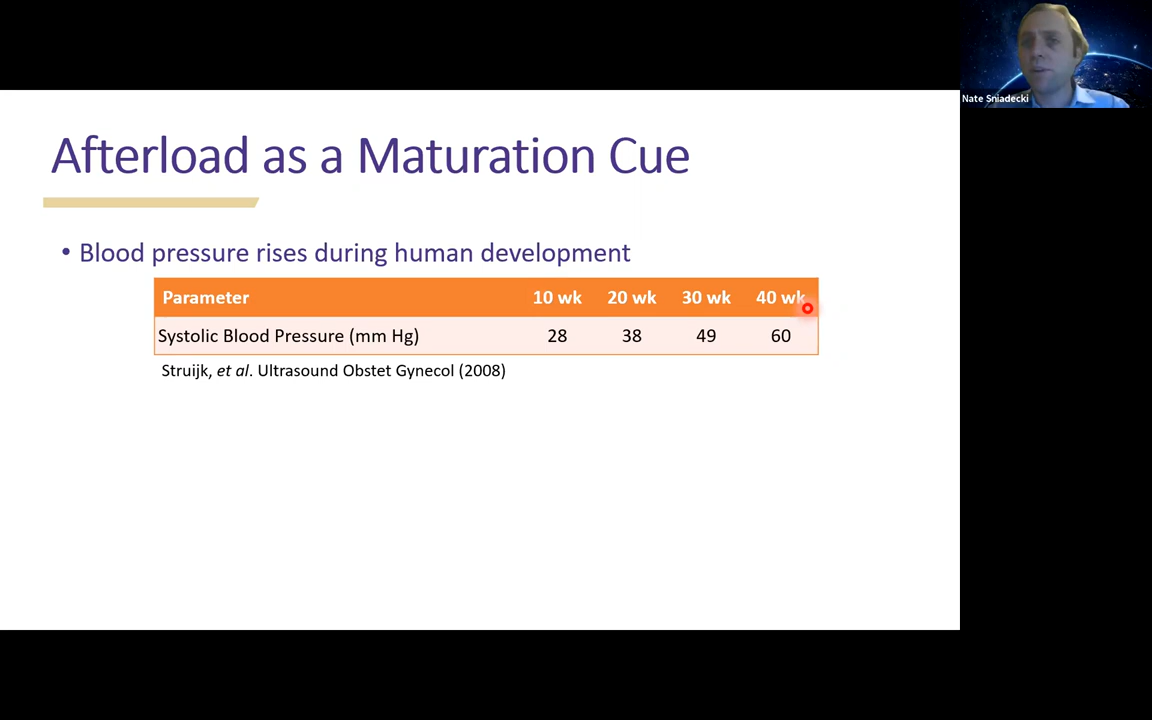 Nate Sniadecki
Afterload as a Maturation Cue
• Blood pressure rises during human development
Parameter 10 wk 20 wk 30 wk 40 wk
Systolic Blood Pressure (mm Hg) 28 38 49 60
Struijk, et al. Ultrasound Obstet Gynecol (2008)